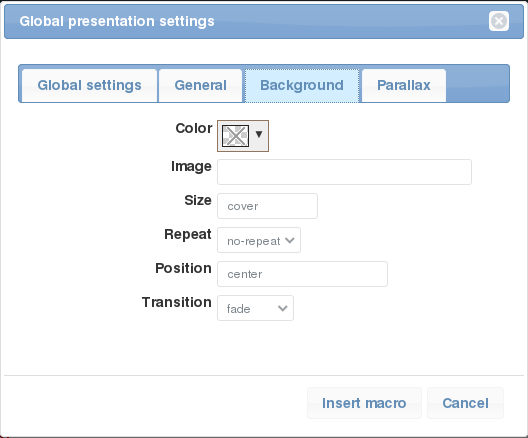 Global presentation settings
Global settings General Background Parallax
Color
Image
Size cover
Repeat no-repeat
Position center
Transition fade
Insert macro Cancel